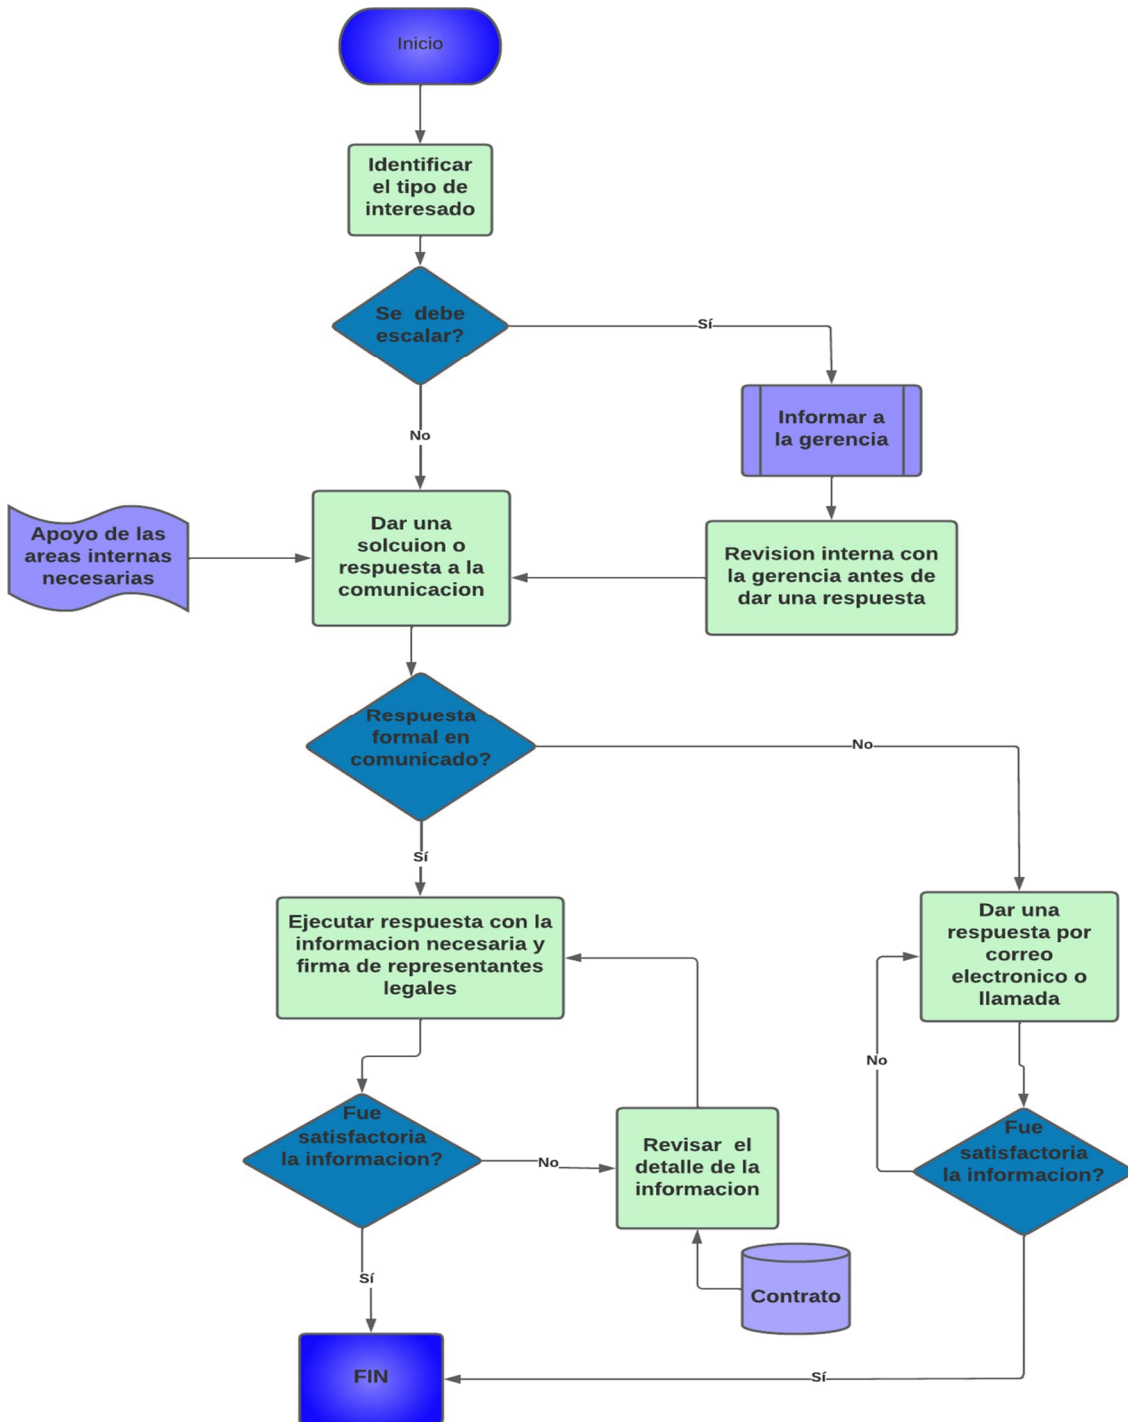 Inicio
Identificar
el tipo de
interesado
Se debe
escalar?
Sí
No
Informar a
la gerencia
Apoyo de las
areas internas
necesarias
Dar una
solcuion o
respuesta a la
comunicacion
Revision interna con
la gerencia antes de
dar una respuesta
Respuesta
formal en
comunicado?
No
Sí
Ejecutar respuesta con la
informacion necesaria y
firma de representantes
legales
Dar una
respuesta por
correo
electronico o
llamada
No
Fue
satisfactoria
la informacion?
No
Revisar el
detalle de la
informacion
Fue
satisfactoria
la informacion?
Sí
Contrato
FIN
Sí